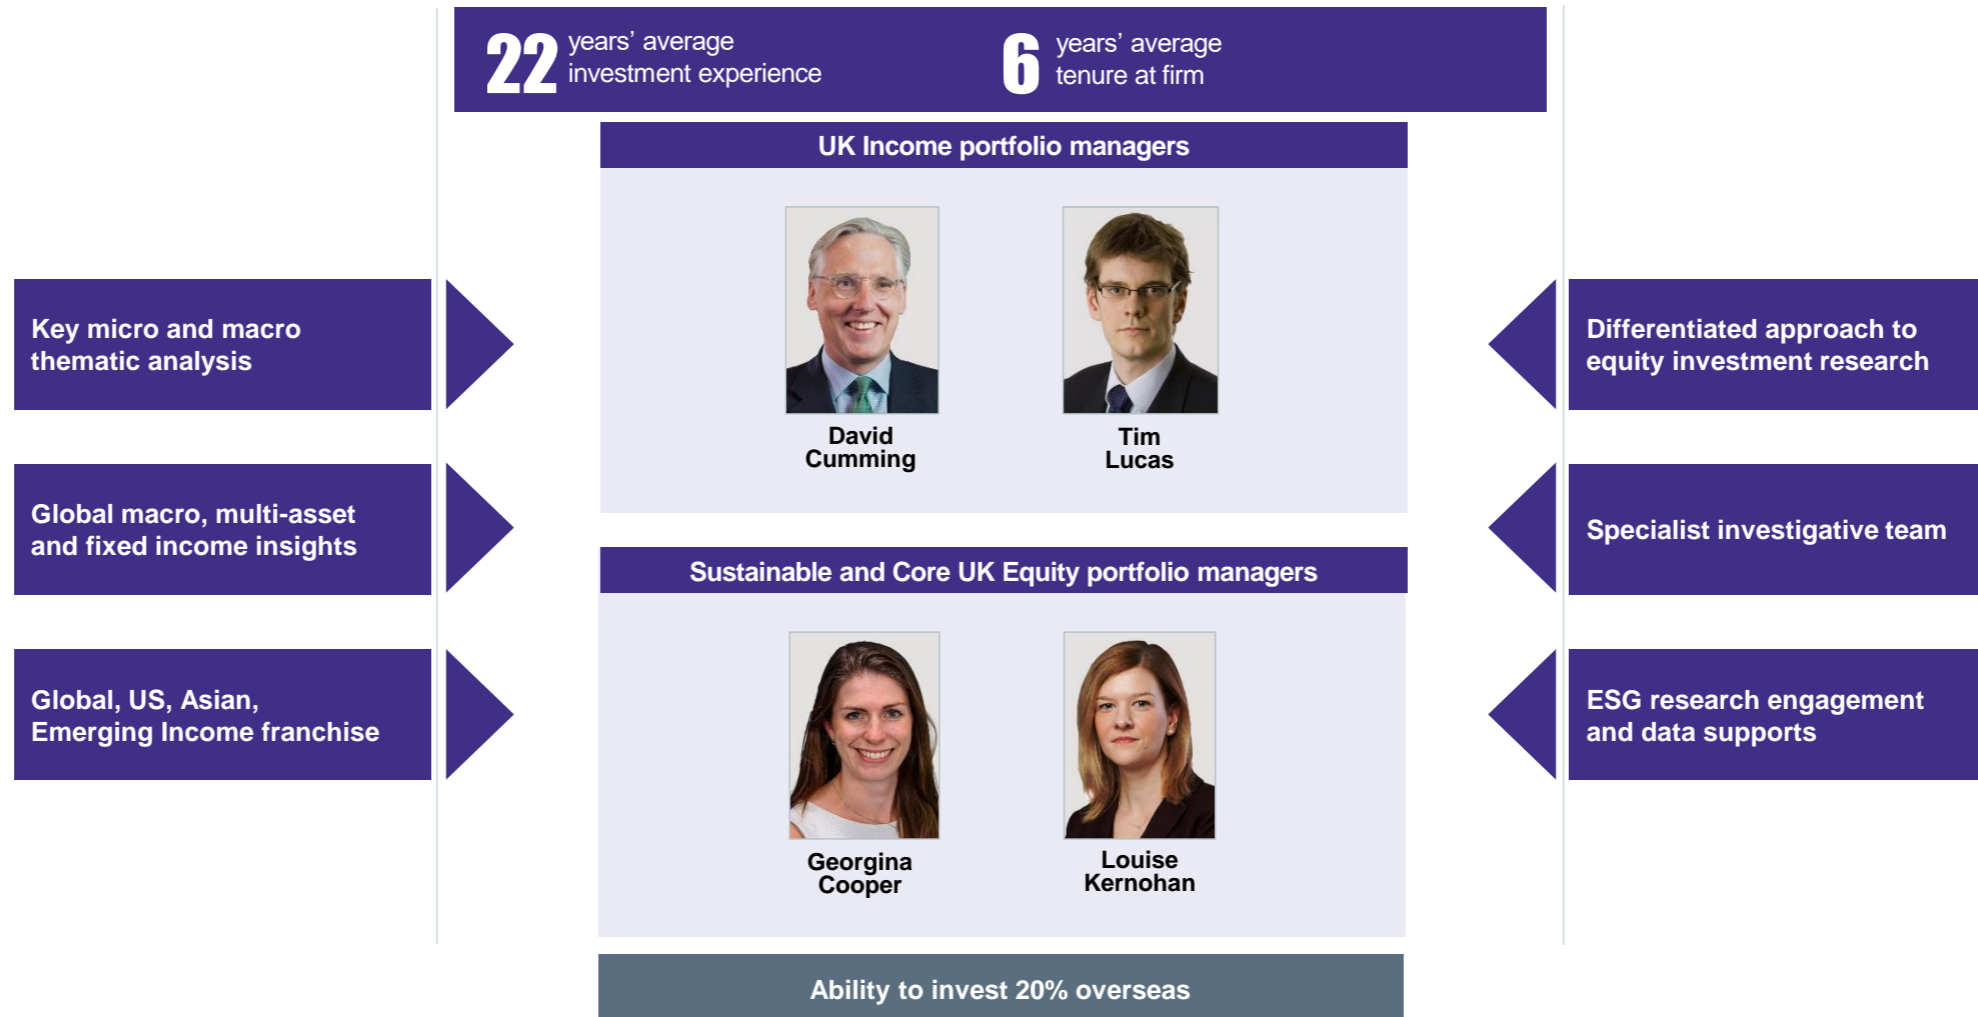 22 years’ average
investment experience
6 years’ average
tenure at firm
UK Income portfolio managers
David
Cumming
Tim
Lucas
Key micro and macro
thematic analysis
Global macro, multi-asset
and fixed income insights
Global, US, Asian,
Emerging Income franchise
Differentiated approach to
equity investment research
Specialist investigative team
ESG research engagement
and data supports
Sustainable and Core UK Equity portfolio managers
Georgina
Cooper
Louise
Kernohan
Ability to invest 20% overseas